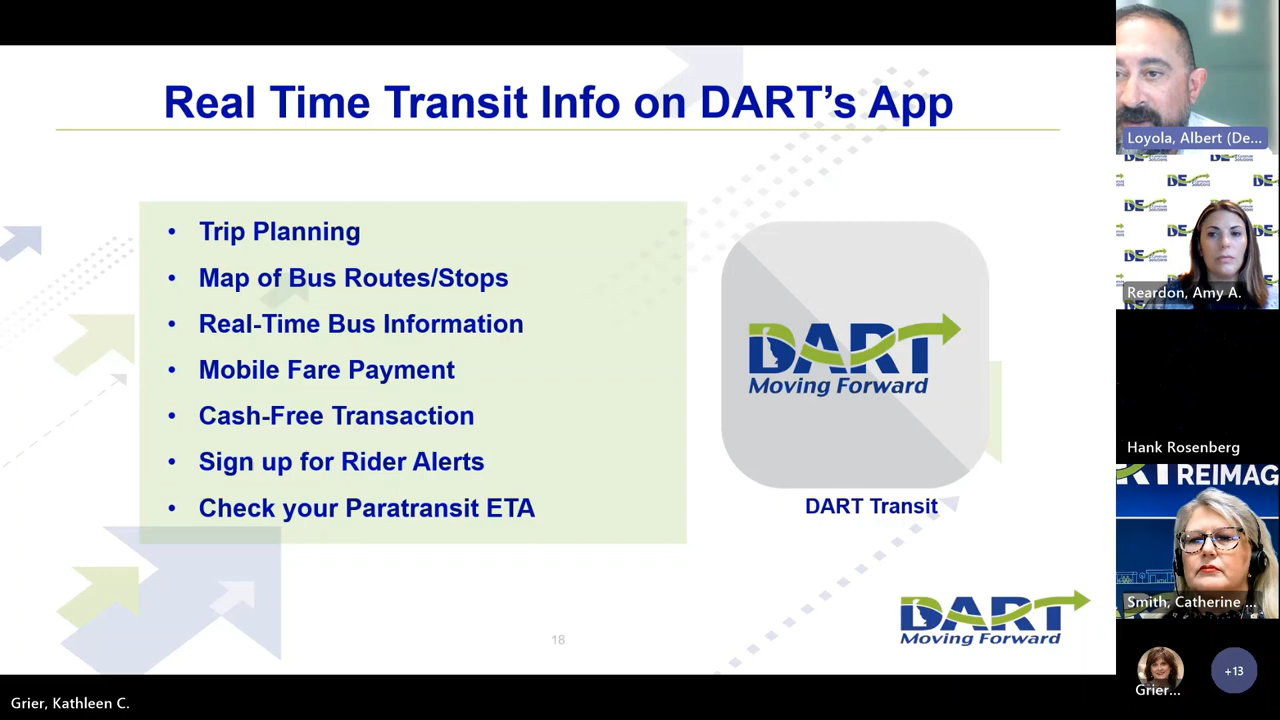 Real Time Transit Info on DART's App
• Trip Planning
• Map of Bus Routes/Stops
• Real-Time Bus Information
• Mobile Fare Payment
• Cash-Free Transaction
• Sign up for Rider Alerts
• Check your Paratransit ETA
DART
Moving Forward
DART Transit
DART
Moving Forward
18
Loyola, Albert (De...
Reardon, Amy A.
Hank Rosenberg
RT REIMAG
Smith, Catherine ...
Grier...
+13
Grier, Kathleen C.